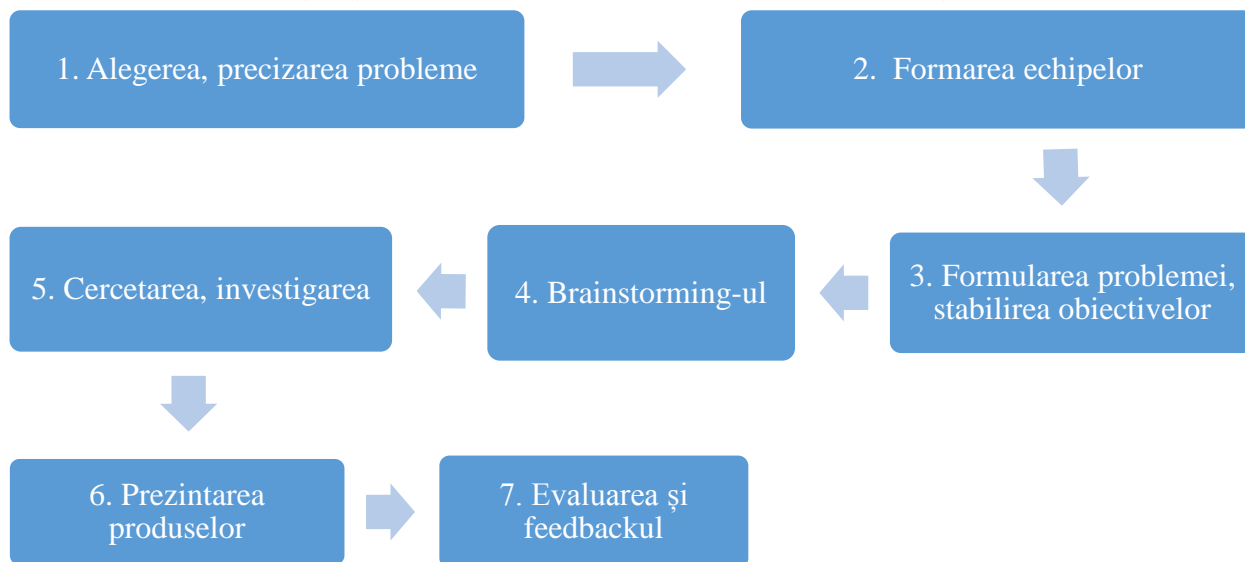 1. Alegerea, precizarea probleme
2. Formarea echipelor
3. Formularea problemei,
stabilirea obiectivelor
4. Brainstorming-ul
5. Cercetarea, investigarea
6. Prezintarea
produselor
7. Evaluarea și
feedbackul